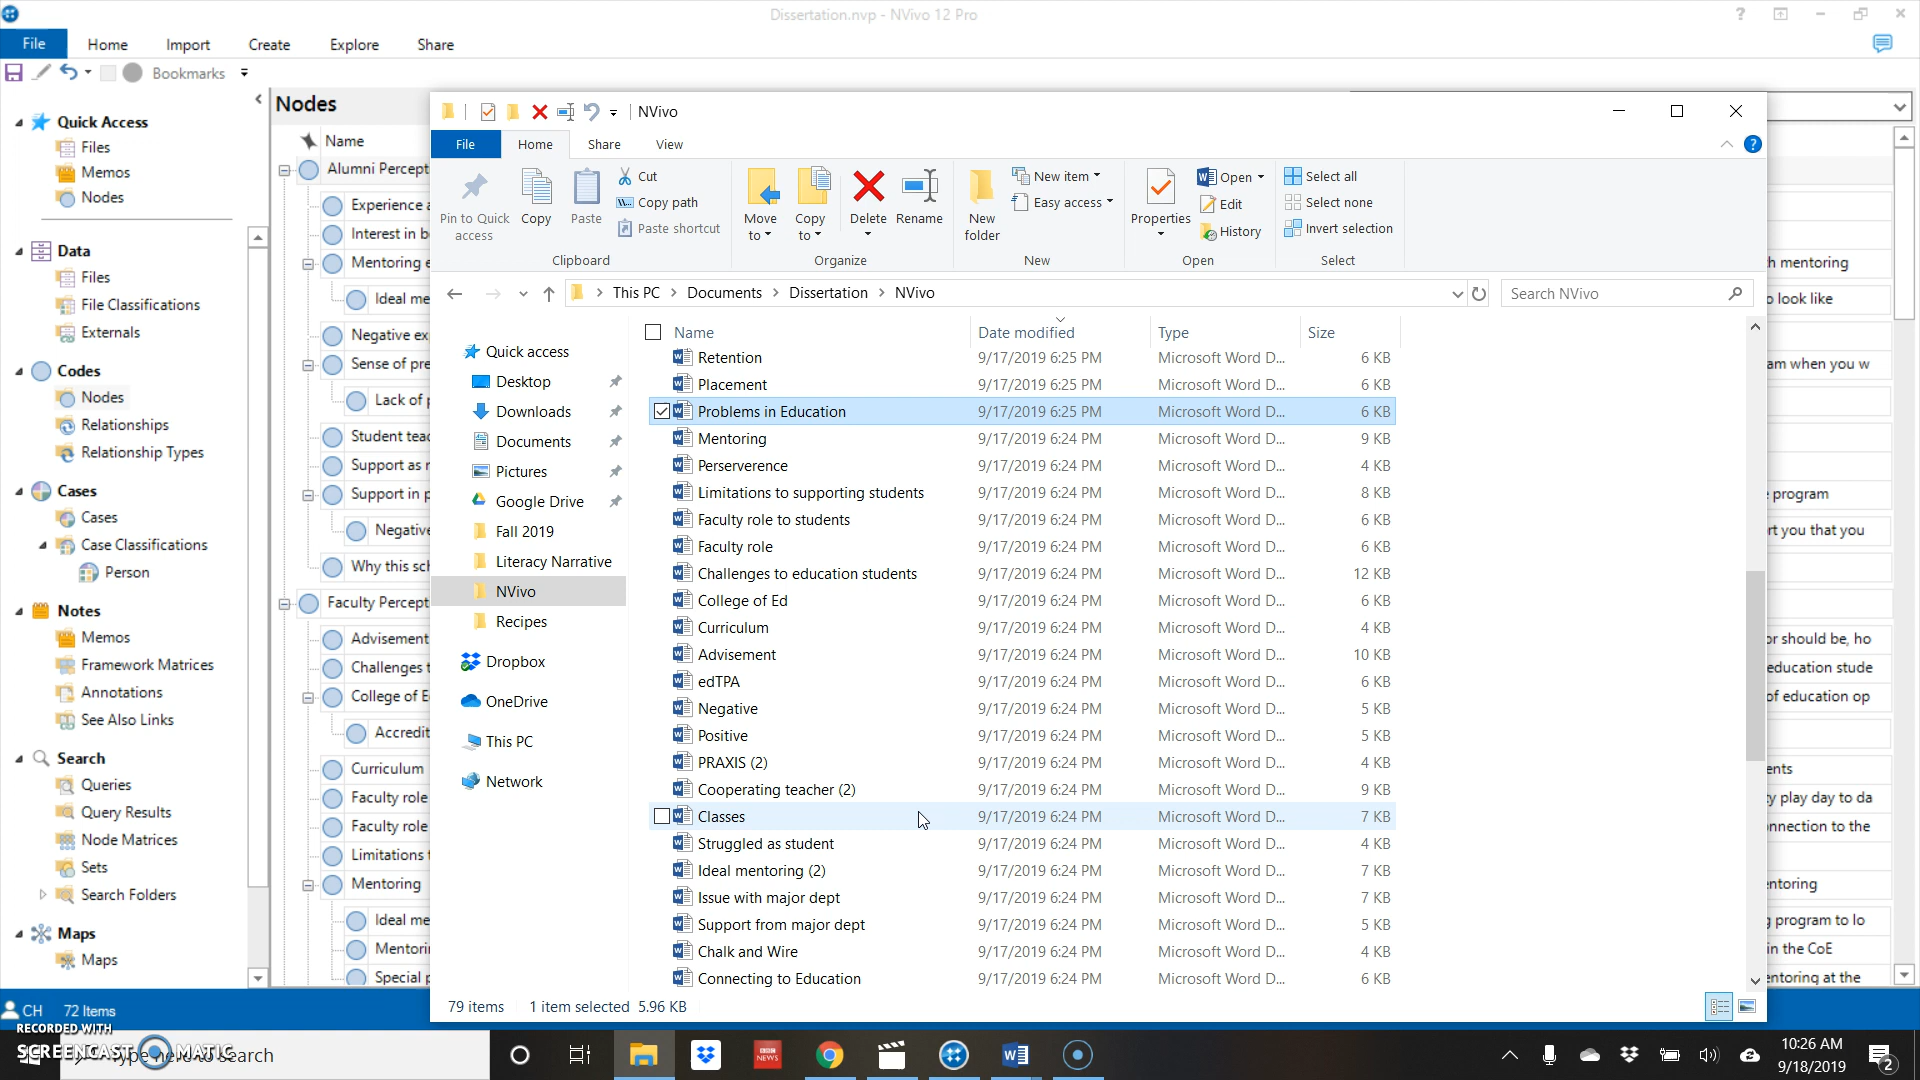 Dissertation.nvp - NVivo 12 Pro
File Home Import Create Explore Share
Bookmarks
Quick Access
Files
Memos
Nodes
Data
Files
File Classifications
Externals
Codes
Nodes
Relationships
Relationship Types
Cases
Cases
Case Classifications
Person
Notes
Memos
Framework Matrices
Annotations
See Also Links
Search
Queries
Query Results
Node Matrices
Sets
Search Folders
Maps
Maps
Nodes
Name
Alumni Percept
Experience a
Interest in b
Mentoring e
Ideal me
Negative ex
Sense of pre
Lack of p
Student teac
Support as r
Support in p
Negative
Why this sch
Faculty Percept
Advisement
Challenges t
College of E
Accredit
Curriculum
Faculty role
Faculty role
Limitations t
Mentoring
Ideal me
Mentori
Special p
NVivo
File Home Share View
Pin to Quick access
Copy
Paste
Cut
Copy path
Paste shortcut
Clipboard
Move to
Copy to
Delete
Rename
Organize
New folder
New item
Easy access
New
Properties
Open
Edit
History
Open
Select all
Select none
Invert selection
Select
This PC > Documents > Dissertation > NVivo
Search NVivo
Quick access
Desktop
Downloads
Documents
Pictures
Google Drive
Fall 2019
Literacy Narrative
NVivo
Recipes
Dropbox
OneDrive
This PC
Network
Name Date modified Type Size
Retention 9/17/2019 6:25 PM Microsoft Word D... 6 KB
Placement 9/17/2019 6:25 PM Microsoft Word D... 6 KB
Problems in Education 9/17/2019 6:25 PM Microsoft Word D... 6 KB
Mentoring 9/17/2019 6:24 PM Microsoft Word D... 9 KB
Perserverence 9/17/2019 6:24 PM Microsoft Word D... 4 KB
Limitations to supporting students 9/17/2019 6:24 PM Microsoft Word D... 8 KB
Faculty role to students 9/17/2019 6:24 PM Microsoft Word D... 6 KB
Faculty role 9/17/2019 6:24 PM Microsoft Word D... 6 KB
Challenges to education students 9/17/2019 6:24 PM Microsoft Word D... 12 KB
College of Ed 9/17/2019 6:24 PM Microsoft Word D... 6 KB
Curriculum 9/17/2019 6:24 PM Microsoft Word D... 4 KB
Advisement 9/17/2019 6:24 PM Microsoft Word D... 10 KB
edTPA 9/17/2019 6:24 PM Microsoft Word D... 6 KB
Negative 9/17/2019 6:24 PM Microsoft Word D... 5 KB
Positive 9/17/2019 6:24 PM Microsoft Word D... 5 KB
PRAXIS (2) 9/17/2019 6:24 PM Microsoft Word D... 4 KB
Cooperating teacher (2) 9/17/2019 6:24 PM Microsoft Word D... 9 KB
Classes 9/17/2019 6:24 PM Microsoft Word D... 7 KB
Struggled as student 9/17/2019 6:24 PM Microsoft Word D... 4 KB
Ideal mentoring (2) 9/17/2019 6:24 PM Microsoft Word D... 7 KB
Issue with major dept 9/17/2019 6:24 PM Microsoft Word D... 7 KB
Support from major dept 9/17/2019 6:24 PM Microsoft Word D... 5 KB
Chalk and Wire 9/17/2019 6:24 PM Microsoft Word D... 4 KB
Connecting to Education 9/17/2019 6:24 PM Microsoft Word D... 6 KB
79 items 1 item selected 5.96 KB
h mentoring
o look like
am when you w
program
rt you that you
or should be, ho
education stude
of education op
ents
ty play day to da
nnection to the
entoring
g program to lo
in the CoE
entoring at the
CH 72 Items
RECORDED WITH
SCREENCAST MATIC
Type here to search
BBC NEWS
10:26 AM
9/18/2019
2